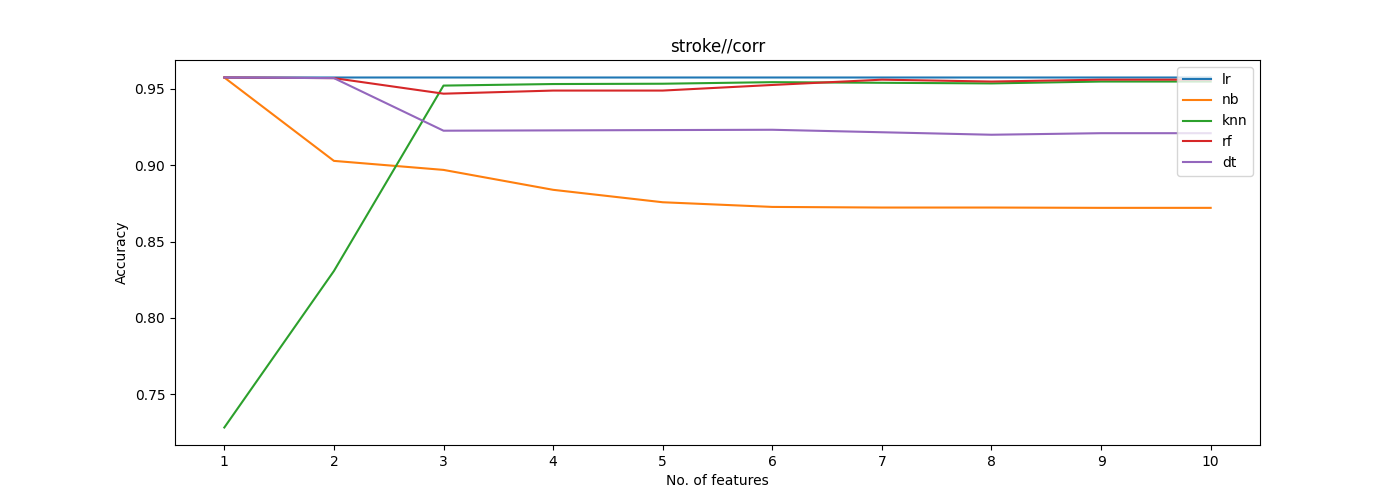 stroke//corr
Accuracy
0.95
0.90
0.85
0.80
0.75
1 2 3 4 5 6 7 8 9 10
No. of features
lr
nb
knn
rf
dt